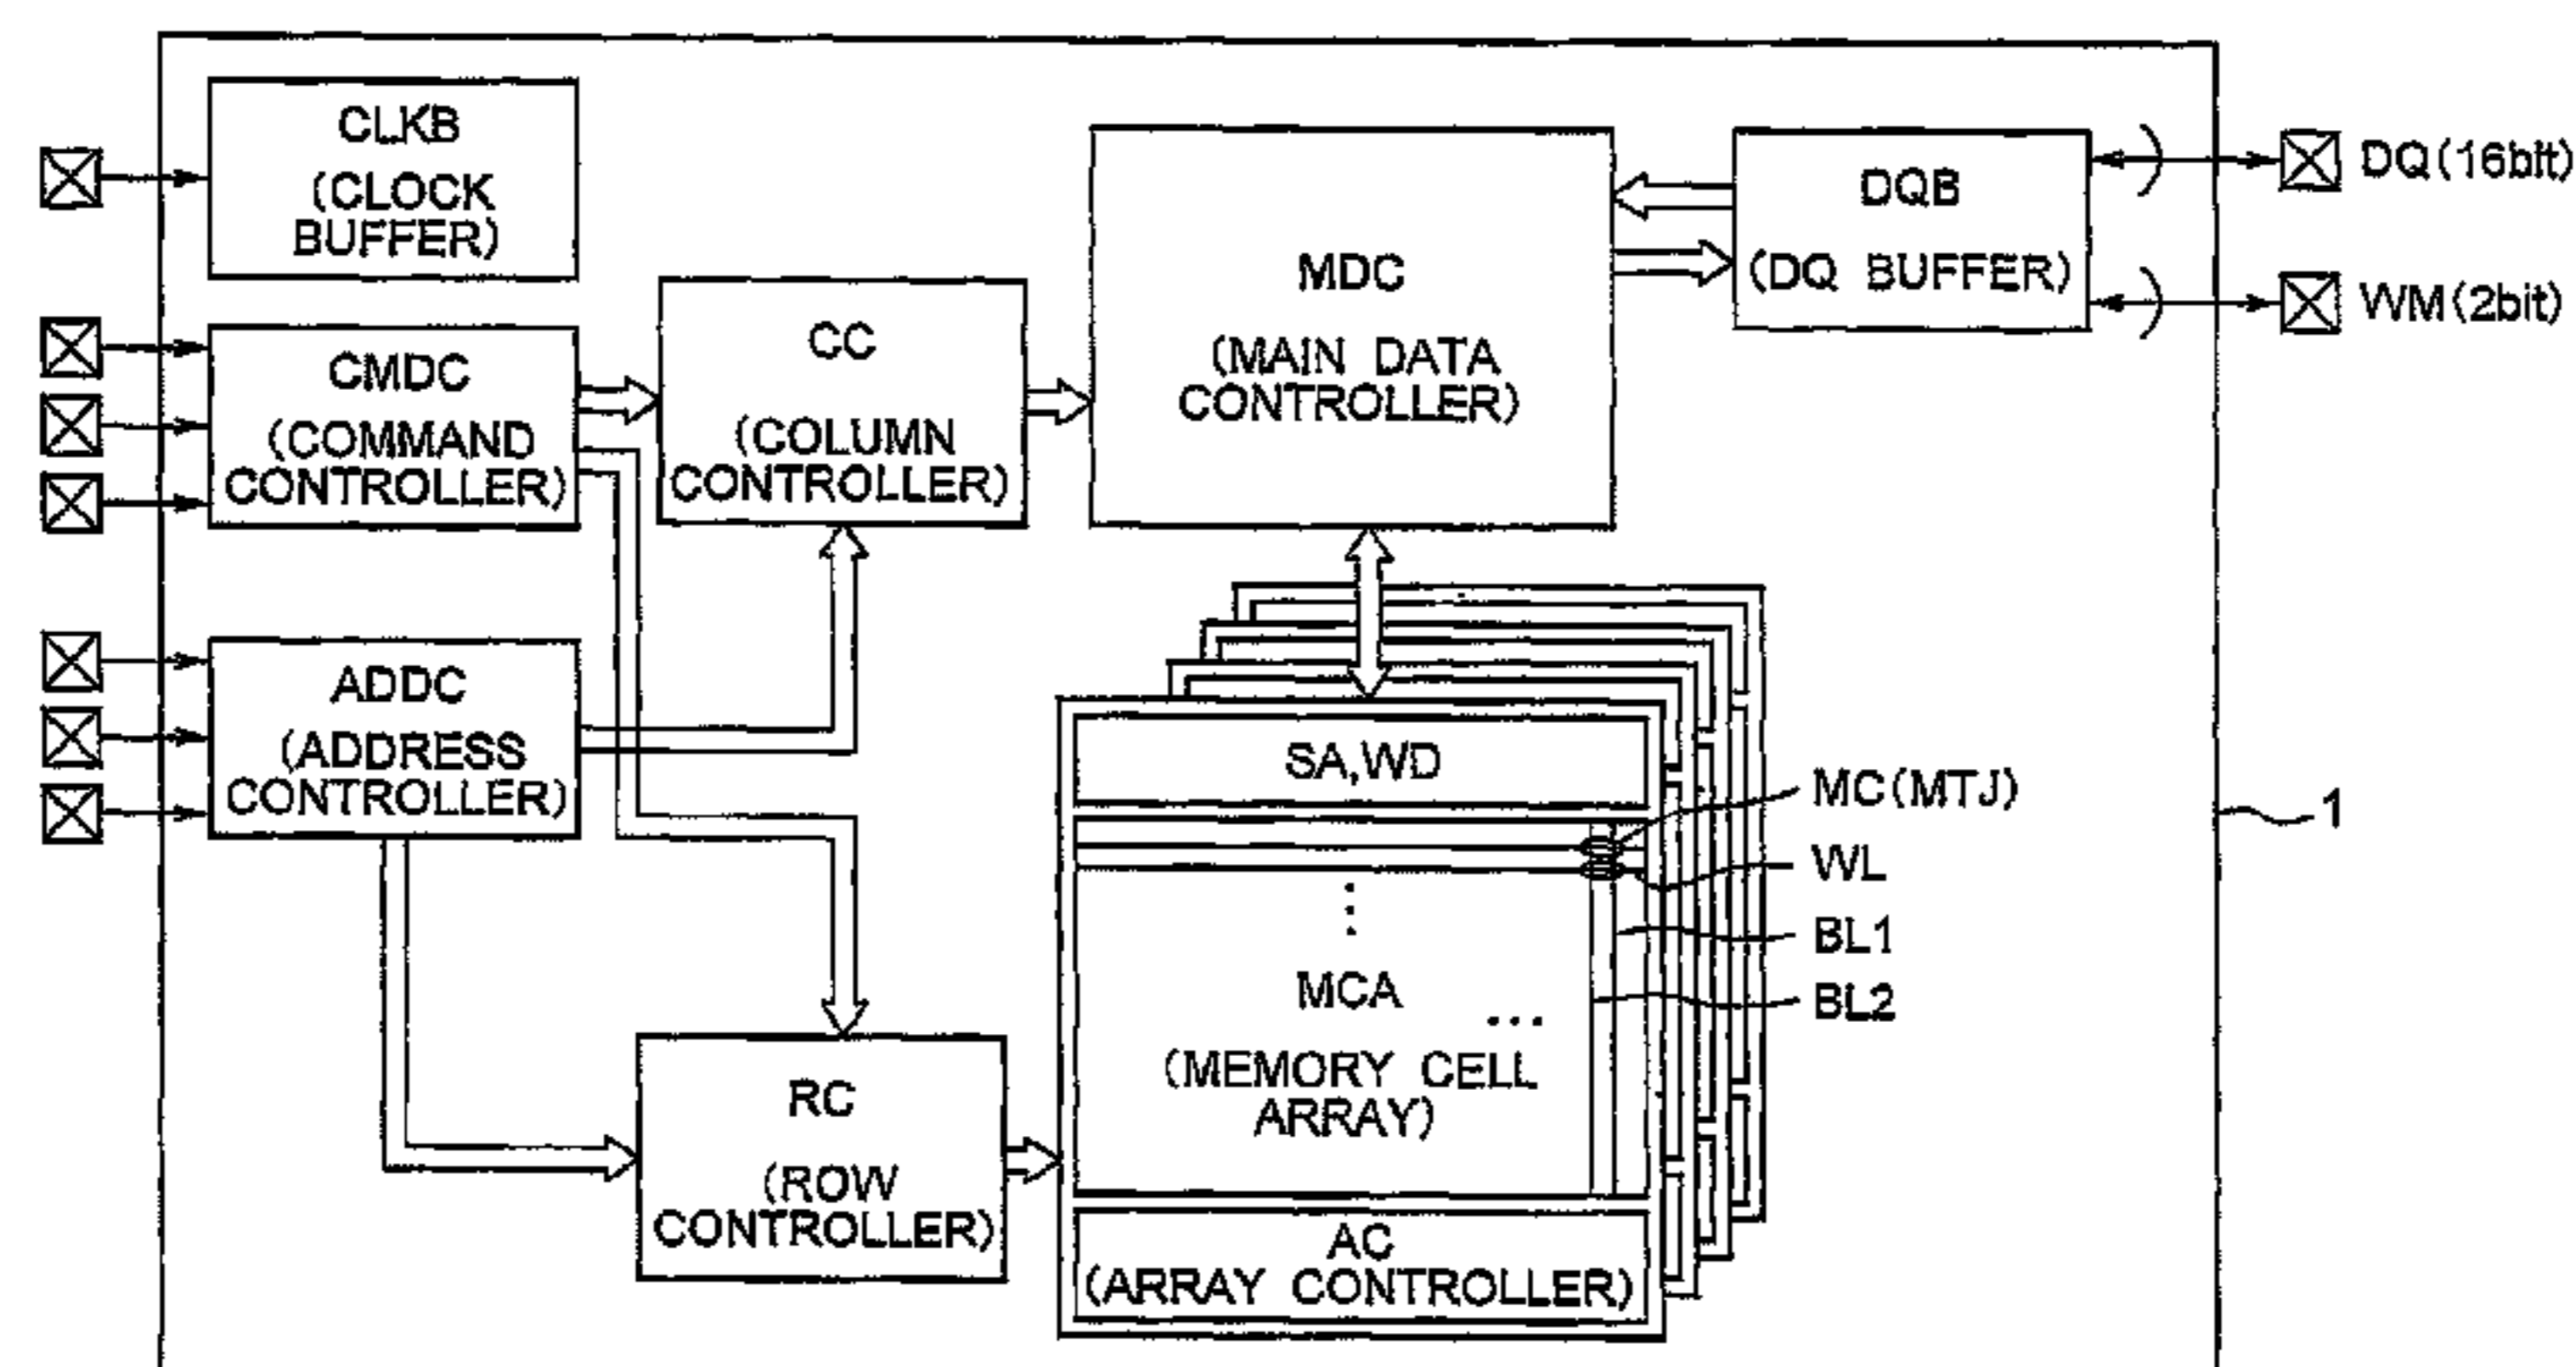 CLKB
(CLOCK
BUFFER)
CMDC
(COMMAND
CONTROLLER)
ADDC
(ADDRESS
CONTROLLER)
CC
(COLUMN
CONTROLLER)
RC
(ROW
CONTROLLER)
MDC
(MAIN DATA
CONTROLLER)
DQB
(DQ BUFFER)
DQ(16bit)
WM(2bit)
SA,WD
MCA
(MEMORY CELL
ARRAY)
AC
(ARRAY CONTROLLER)
MC(MTJ)
WL
BL1
BL2
1